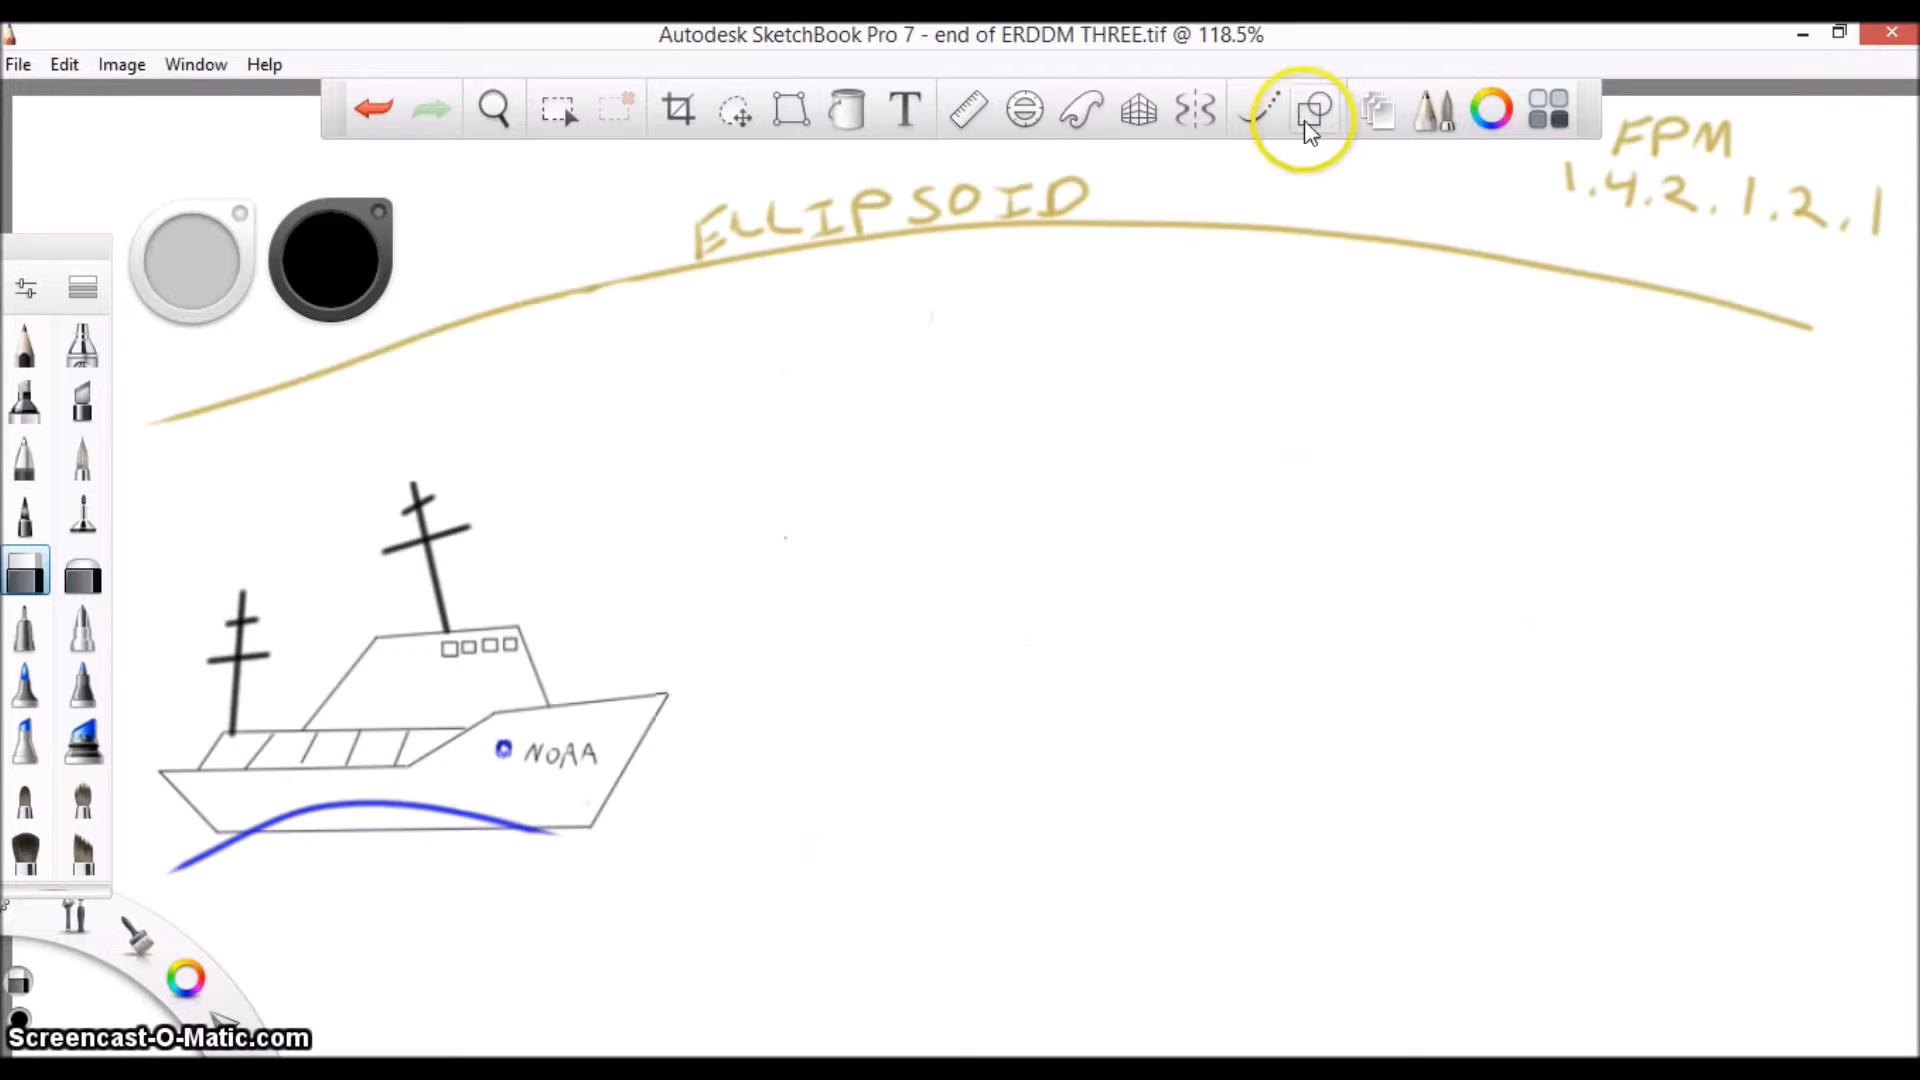 Autodesk SketchBook Pro 7 - end of ERDDM THREE.tif @ 118.5%
File Edit Image Window Help
FPM
1.4.2.1.2.1
ELLIPSOID
NOAA
Screencast-O-Matic.com